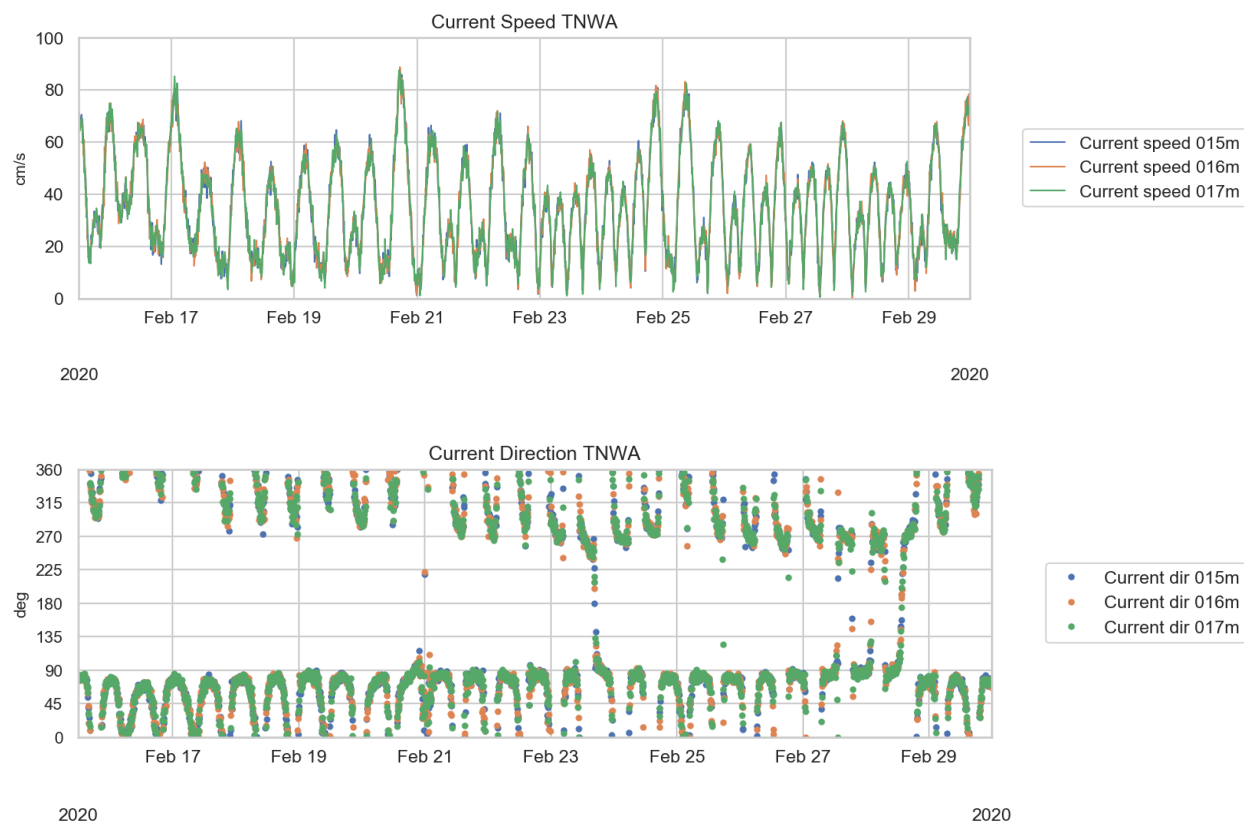 Current Speed TNWA
100
80
60
40
20
0
cm/s
Feb 17 Feb 19 Feb 21 Feb 23 Feb 25 Feb 27 Feb 29
2020 2020
Current speed 015m
Current speed 016m
Current speed 017m
Current Direction TNWA
360
315
270
225
180
135
90
45
0
deg
Feb 17 Feb 19 Feb 21 Feb 23 Feb 25 Feb 27 Feb 29
2020 2020
Current dir 015m
Current dir 016m
Current dir 017m